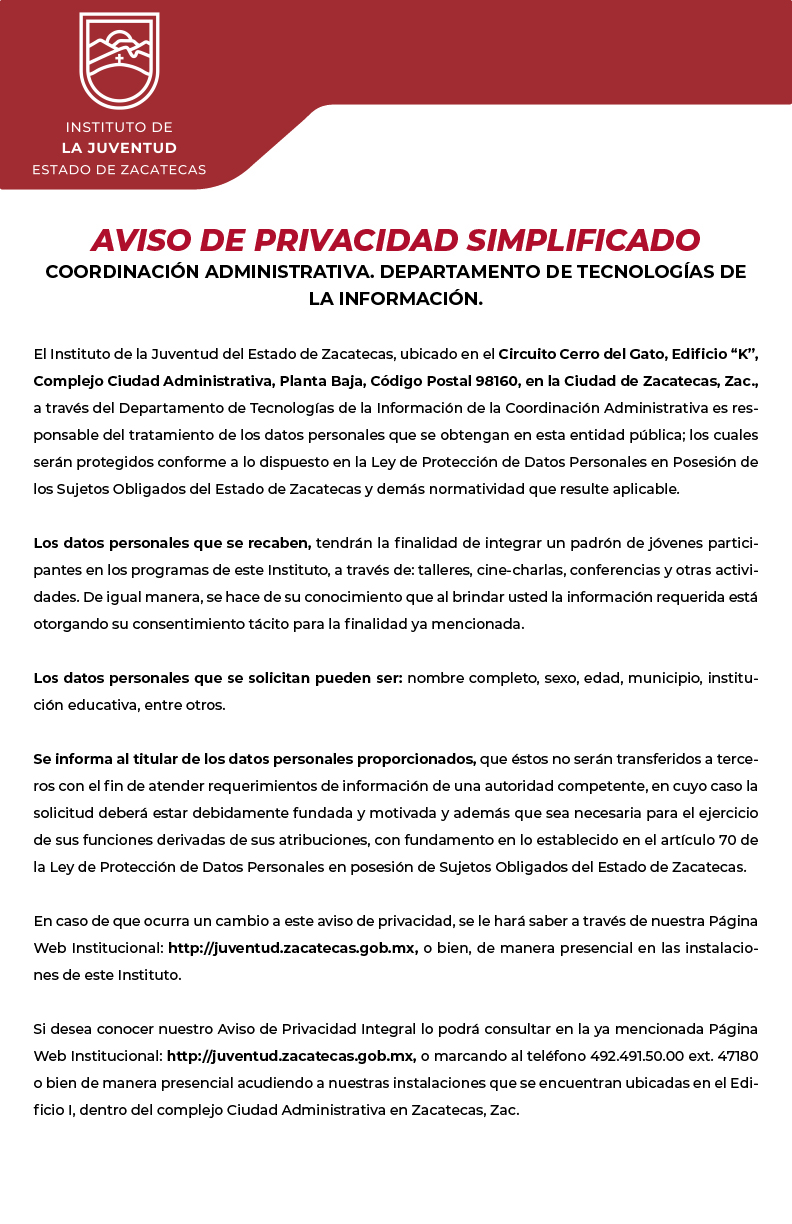 INSTITUTO DE
LA JUVENTUD
ESTADO DE ZACATECAS
AVISO DE PRIVACIDAD SIMPLIFICADO
COORDINACIÓN ADMINISTRATIVA. DEPARTAMENTO DE TECNOLOGÍAS DE
LA INFORMACIÓN.
El Instituto de la Juventud del Estado de Zacatecas, ubicado en el Circuito Cerro del Gato, Edificio “K”,
Complejo Ciudad Administrativa, Planta Baja, Código Postal 98160, en la Ciudad de Zacatecas, Zac.,
a través del Departamento de Tecnologías de la Información de la Coordinación Administrativa es res-
ponsable del tratamiento de los datos personales que se obtengan en esta entidad pública; los cuales
serán protegidos conforme a lo dispuesto en la Ley de Protección de Datos Personales en Posesión de
los Sujetos Obligados del Estado de Zacatecas y demás normatividad que resulte aplicable.
Los datos personales que se recaben, tendrán la finalidad de integrar un padrón de jóvenes partici-
pantes en los programas de este Instituto, a través de: talleres, cine-charlas, conferencias y otras activi-
dades. De igual manera, se hace de su conocimiento que al brindar usted la información requerida está
otorgando su consentimiento tácito para la finalidad ya mencionada.
Los datos personales que se solicitan pueden ser: nombre completo, sexo, edad, municipio, institu-
ción educativa, entre otros.
Se informa al titular de los datos personales proporcionados, que éstos no serán transferidos a terce-
ros con el fin de atender requerimientos de información de una autoridad competente, en cuyo caso la
solicitud deberá estar debidamente fundada y motivada y además que sea necesaria para el ejercicio
de sus funciones derivadas de sus atribuciones, con fundamento en lo establecido en el artículo 70 de
la Ley de Protección de Datos Personales en posesión de Sujetos Obligados del Estado de Zacatecas.
En caso de que ocurra un cambio a este aviso de privacidad, se le hará saber a través de nuestra Página
Web Institucional: http://juventud.zacatecas.gob.mx, o bien, de manera presencial en las instalacio-
nes de este Instituto.
Si desea conocer nuestro Aviso de Privacidad Integral lo podrá consultar en la ya mencionada Página
Web Institucional: http://juventud.zacatecas.gob.mx, o marcando al teléfono 492.491.50.00 ext. 47180
o bien de manera presencial acudiendo a nuestras instalaciones que se encuentran ubicadas en el Edi-
ficio I, dentro del complejo Ciudad Administrativa en Zacatecas, Zac.